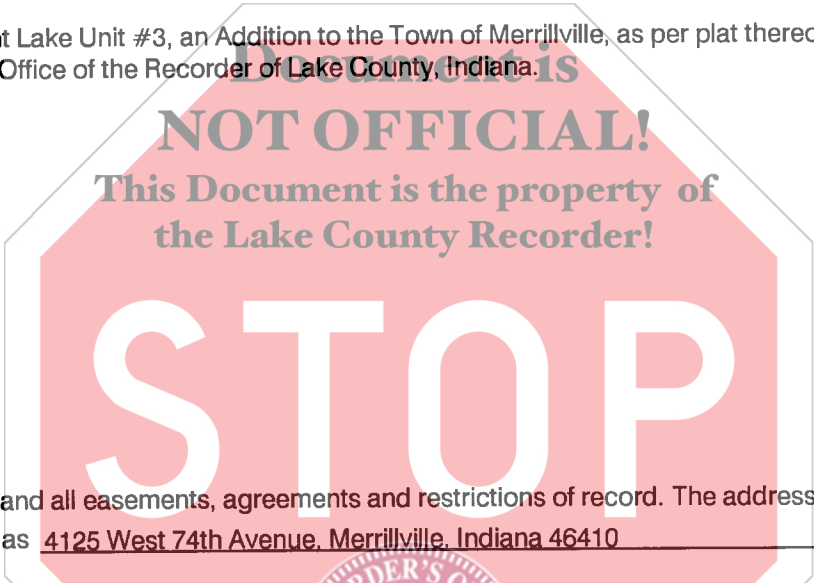 t Lake Unit #3, an Addition to the Town of Merrillville, as per plat thereo
Office of the Recorder of Lake County, Indiana.
Document is
NOT OFFICIAL!
This Document is the property of
the Lake County Recorder!
STOP
and all easements, agreements and restrictions of record. The address
as 4125 West 74th Avenue, Merrillville, Indiana 46410
RDER'S O